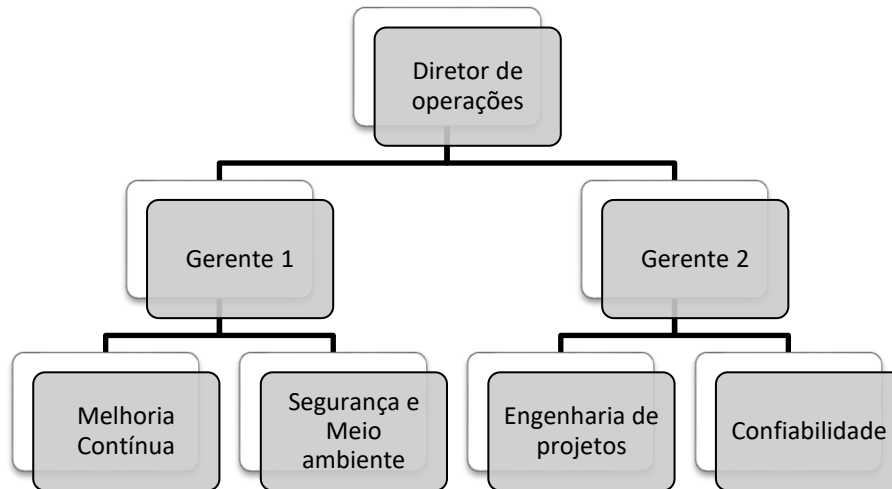 Diretor de
operações
Gerente 1
Gerente 2
Melhoria
Contínua
Segurança e
Meio
ambiente
Engenharia de
projetos
Confiabilidade